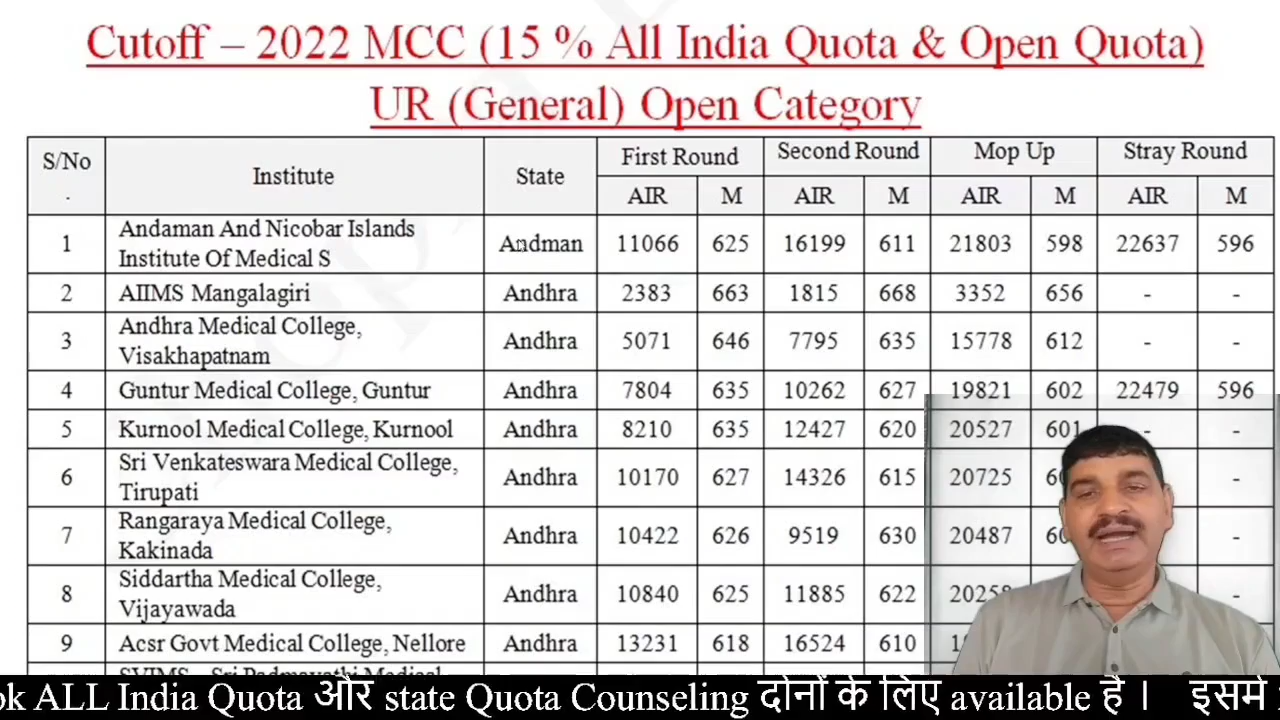 Cutoff – 2022 MCC (15 % All India Quota & Open Quota)
UR (General) Open Category
S/No . Institute State First Round Second Round Mop Up Stray Round
AIR M AIR M AIR M AIR M
1 Andaman And Nicobar Islands Institute Of Medical S Andman 11066 625 16199 611 21803 598 22637 596
2 AIIMS Mangalagiri Andhra 2383 663 1815 668 3352 656 - -
3 Andhra Medical College, Visakhapatnam Andhra 5071 646 7795 635 15778 612 - -
4 Guntur Medical College, Guntur Andhra 7804 635 10262 627 19821 602 22479 596
5 Kurnool Medical College, Kurnool Andhra 8210 635 12427 620 20527 601 - -
6 Sri Venkateswara Medical College, Tirupati Andhra 10170 627 14326 615 20725 -
7 Rangaraya Medical College, Kakinada Andhra 10422 626 9519 630 20487 -
8 Siddartha Medical College, Vijayawada Andhra 10840 625 11885 622 20258 -
9 Acsr Govt Medical College, Nellore Andhra 13231 618 16524 610 -
SVIMS - Sri Padmavathi Medical
ALL India Quota और state Quota Counseling दोनों के लिए available है। इसमे